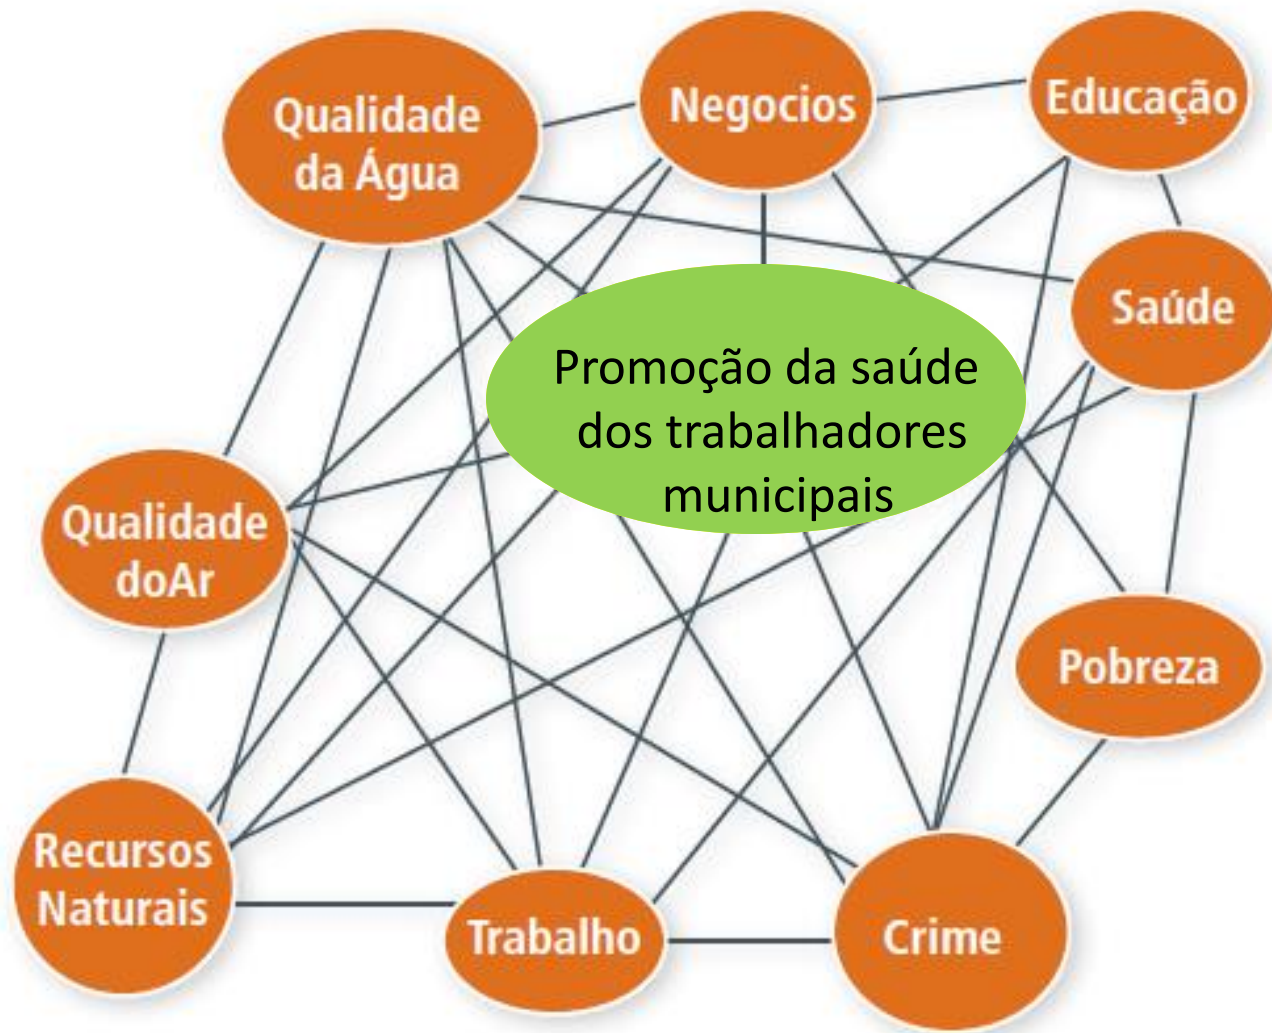 Qualidade
da Água
Negocios
Educação
Saúde
Promoção da saúde
dos trabalhadores
municipais
Qualidade
doAr
Pobreza
Recursos
Naturais
Trabalho
Crime